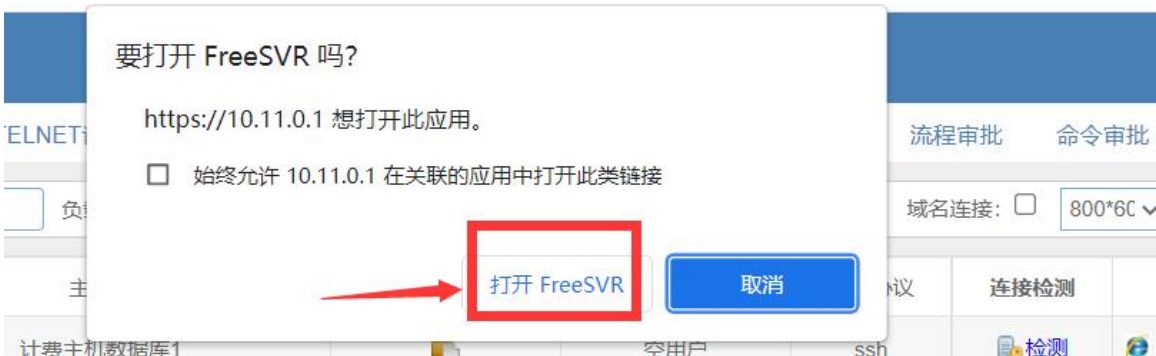 要打开 FreeSVR 吗?
https://10.11.0.1 想打开此应用。
TELNET
流程审批
命令审批
始终允许 10.11.0.1 在关联的应用中打开此类链接
域名连接:
800*60
打开 FreeSVR
取消
主
协议
连接检测
计费主机数据库1
空用户
ssh
检测